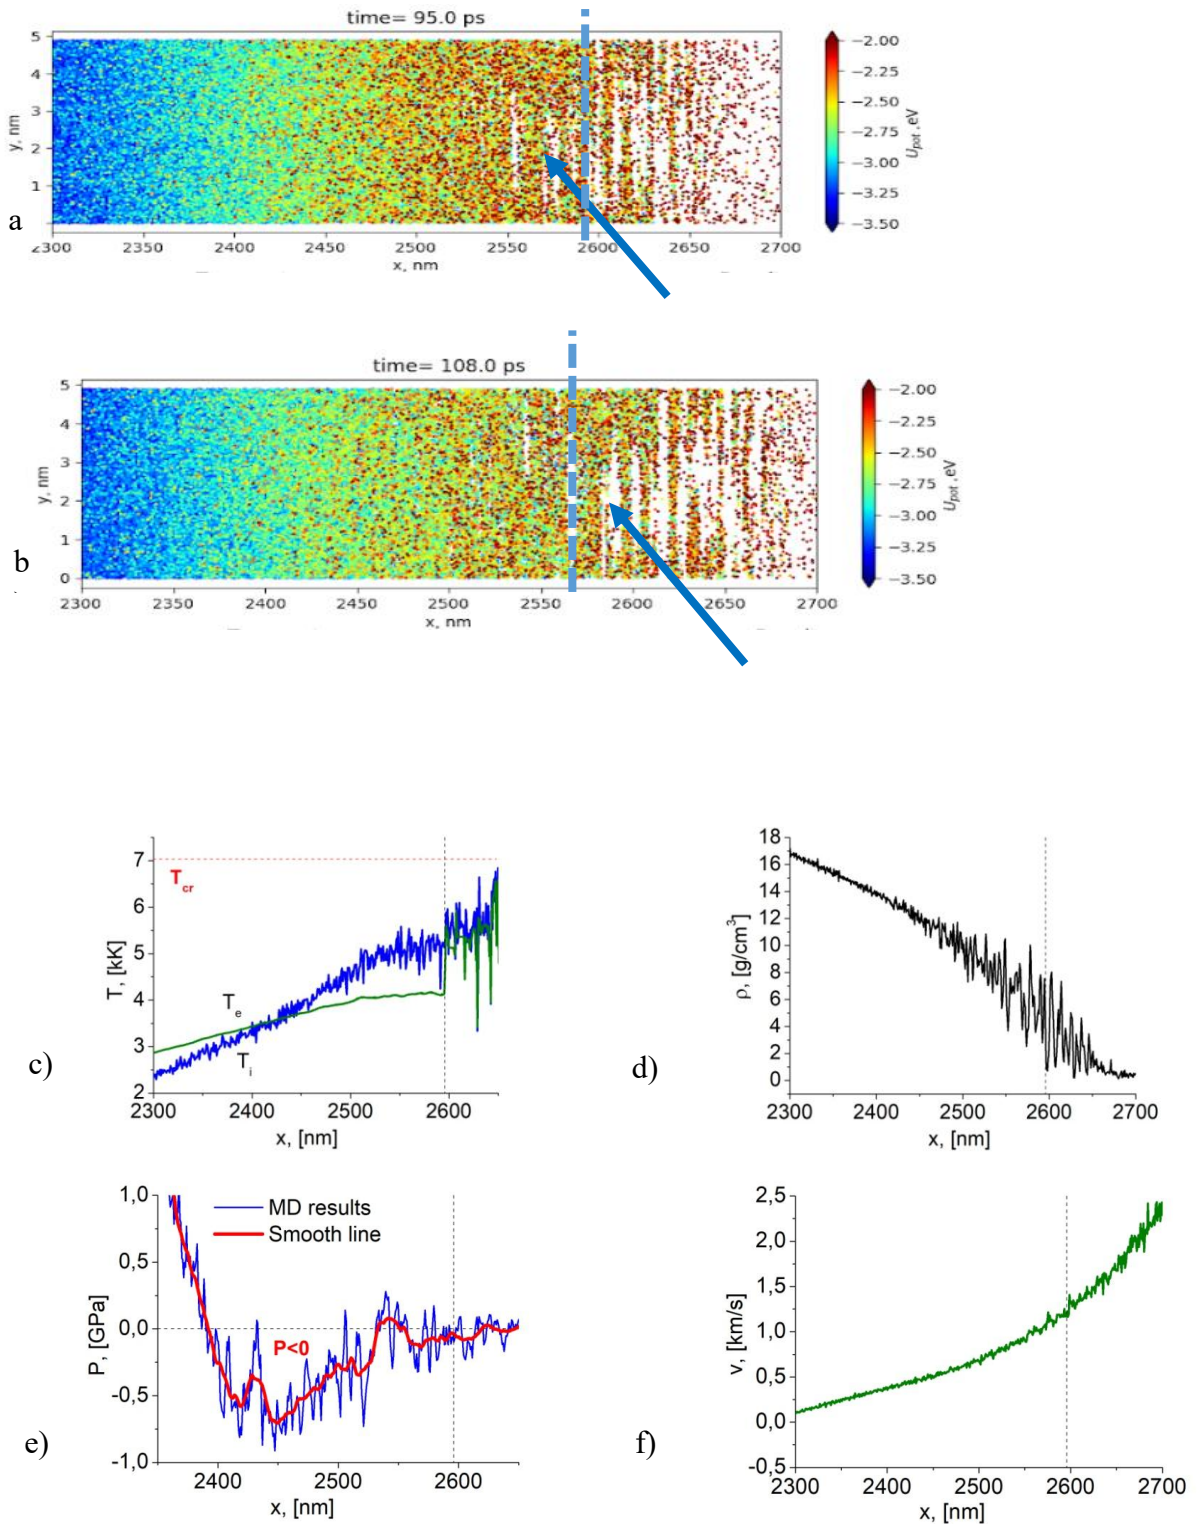 time= 95.0 ps
5
4
3
2
1
y, nm
2300 2350 2400 2450 2500 2550 2600 2650 2700
x, nm
−2.00
−2.25
−2.50
−2.75
−3.00
−3.25
−3.50
U_pot, eV
a
time= 108.0 ps
5
4
3
2
1
0
y, nm
2300 2350 2400 2450 2500 2550 2600 2650 2700
x, nm
−2.00
−2.25
−2.50
−2.75
−3.00
−3.25
−3.50
U_pot, eV
b
7
6
5
4
3
2
T, [kK]
T_cr
T_e
T_i
2300 2400 2500 2600
x, [nm]
c)
18
16
14
12
10
8
6
4
2
0
ρ, [g/cm³]
2300 2400 2500 2600 2700
x, [nm]
d)
1,0
0,5
0,0
-0,5
-1,0
P, [GPa]
MD results
Smooth line
P<0
2400 2500 2600
x, [nm]
e)
2,5
2,0
1,5
1,0
0,5
0,0
-0,5
v, [km/s]
2300 2400 2500 2600 2700
x, [nm]
f)